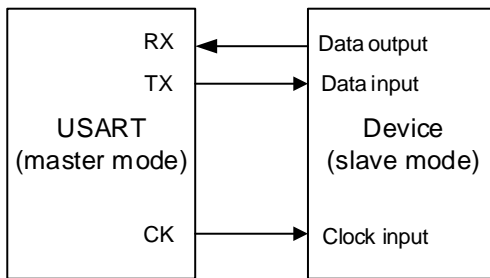 RX
TX
USART
(master mode)
CK
Data output
Data input
Device
(slave mode)
Clock input